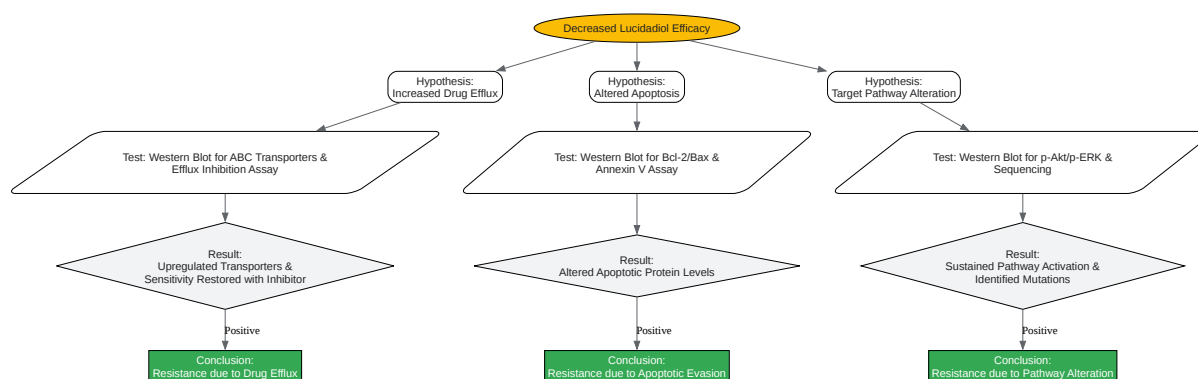 Decreased Lucidadiol Efficacy
Hypothesis:
Increased Drug Efflux
Hypothesis:
Altered Apoptosis
Hypothesis:
Target Pathway Alteration
Test: Western Blot for ABC Transporters &
Efflux Inhibition Assay
Test: Western Blot for Bcl-2/Bax &
Annexin V Assay
Test: Western Blot for p-Akt/p-ERK &
Sequencing
Result:
Upregulated Transporters &
Sensitivity Restored with Inhibitor
Result:
Altered Apoptotic Protein Levels
Result:
Sustained Pathway Activation &
Identified Mutations
Positive
Positive
Positive
Conclusion:
Resistance due to Drug Efflux
Conclusion:
Resistance due to Apoptotic Evasion
Conclusion:
Resistance due to Pathway Alteration